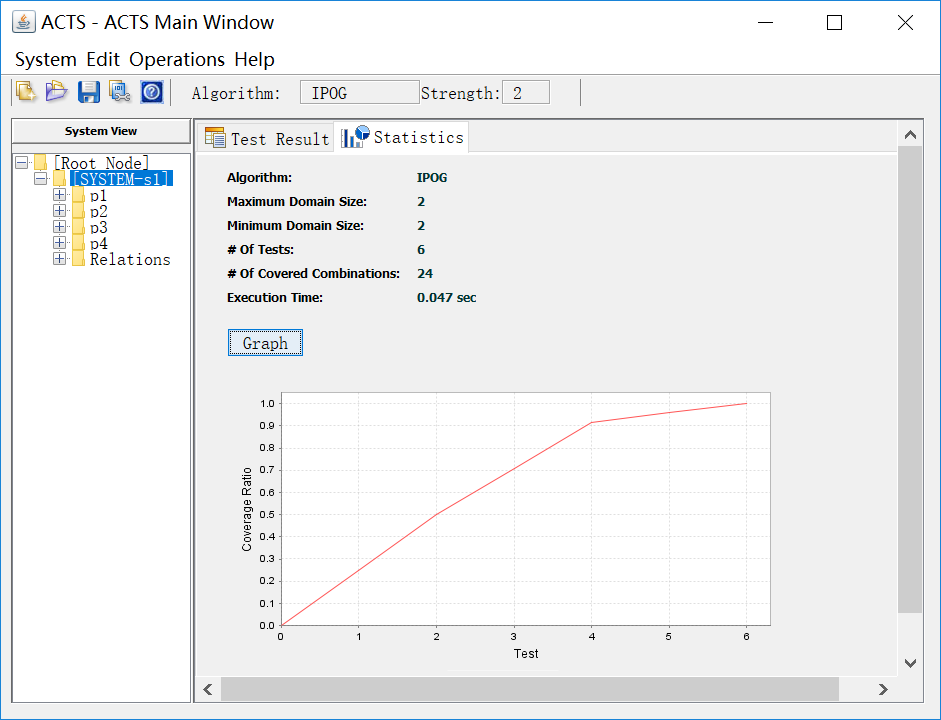 ACTS - ACTS Main Window
System Edit Operations Help
Algorithm: IPOG Strength: 2
System View
[Root Node]
[SYSTEM-s1]
p1
p2
p3
p4
Relations
Test Result Statistics
Algorithm: IPOG
Maximum Domain Size: 2
Minimum Domain Size: 2
# Of Tests: 6
# Of Covered Combinations: 24
Execution Time: 0.047 sec
Graph
1.0
0.9
0.8
0.7
0.6
0.5
0.4
0.3
0.2
0.1
0.0
Coverage Ratio
0 1 2 3 4 5 6
Test